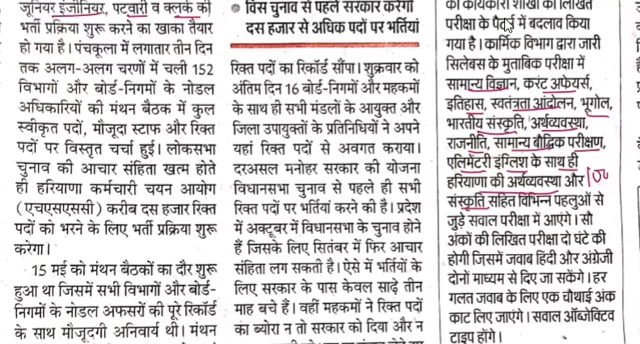 जूनियर इंजीनियर, पटवारी व क्लर्क की
भर्ती प्रक्रिया शुरू करने का खाका तैयार
हो गया है। पंचकूला में लगातार तीन दिन
तक अलग-अलग चरणों में चली 152
विभागों और बोर्ड-निगमों के नोडल
अधिकारियों की मंथन बैठक में कुल
स्वीकृत पदों, मौजूदा स्टाफ और रिक्त
पदों पर विस्तृत चर्चा हुई। लोकसभा
चुनाव की आचार संहिता खत्म होते
ही हरियाणा कर्मचारी चयन आयोग
(एचएसएससी) करीब दस हजार रिक्त
पदों को भरने के लिए भर्ती प्रक्रिया शुरू
करेगा।
15 मई को मंथन बैठकों का दौर शुरू
हुआ था जिसमें सभी विभागों और बोर्ड-
निगमों के नोडल अफसरों की पूरे रिकॉर्ड
के साथ मौजूदगी अनिवार्य थी। मंथन
विस चुनाव से पहले सरकार करेगी
दस हजार से अधिक पदों पर भर्तियां
रिक्त पदों का रिकॉर्ड सौंपा। शुक्रवार को
अंतिम दिन 16 बोर्ड-निगमों और महकमों
के साथ ही सभी मंडलों के आयुक्त और
जिला उपायुक्तों के प्रतिनिधियों ने अपने
यहां रिक्त पदों से अवगत कराया।
दरअसल मनोहर सरकार की योजना
विधानसभा चुनाव से पहले ही सभी
रिक्त पदों पर भर्तियां करने की है। प्रदेश
में अक्टूबर में विधानसभा के चुनाव होने
हैं जिसके लिए सितंबर में फिर आचार
संहिता लग सकती है। ऐसे में भर्तियों के
लिए सरकार के पास केवल साढ़े तीन
माह बचे हैं। वहीं महकमों ने रिक्त पदों
का ब्योरा न तो सरकार को दिया और न
की कार्यकारी शाखा की लिखित
परीक्षा के पैटर्न में बदलाव किया
गया है। कार्मिक विभाग द्वारा जारी
सिलेबस के मुताबिक परीक्षा में
सामान्य विज्ञान, करंट अफेयर्स,
इतिहास, स्वतंत्रता आंदोलन, भूगोल,
भारतीय संस्कृति, अर्थव्यवस्था,
राजनीति, सामान्य बौद्धिक परीक्षण,
एलिमेंटरी इंग्लिश के साथ ही
हरियाणा की अर्थव्यवस्था और 100
संस्कृति सहित विभिन्न पहलुओं से
जुड़े सवाल परीक्षा में आएंगे। सौ
अंकों की लिखित परीक्षा दो घंटे की
होगी जिसमें जवाब हिंदी और अंग्रेजी
दोनों माध्यम से दिए जा सकेंगे। हर
गलत जवाब के लिए एक चौथाई अंक
काट लिए जाएंगे। सवाल ऑब्जेक्टिव
टाइप होंगे।